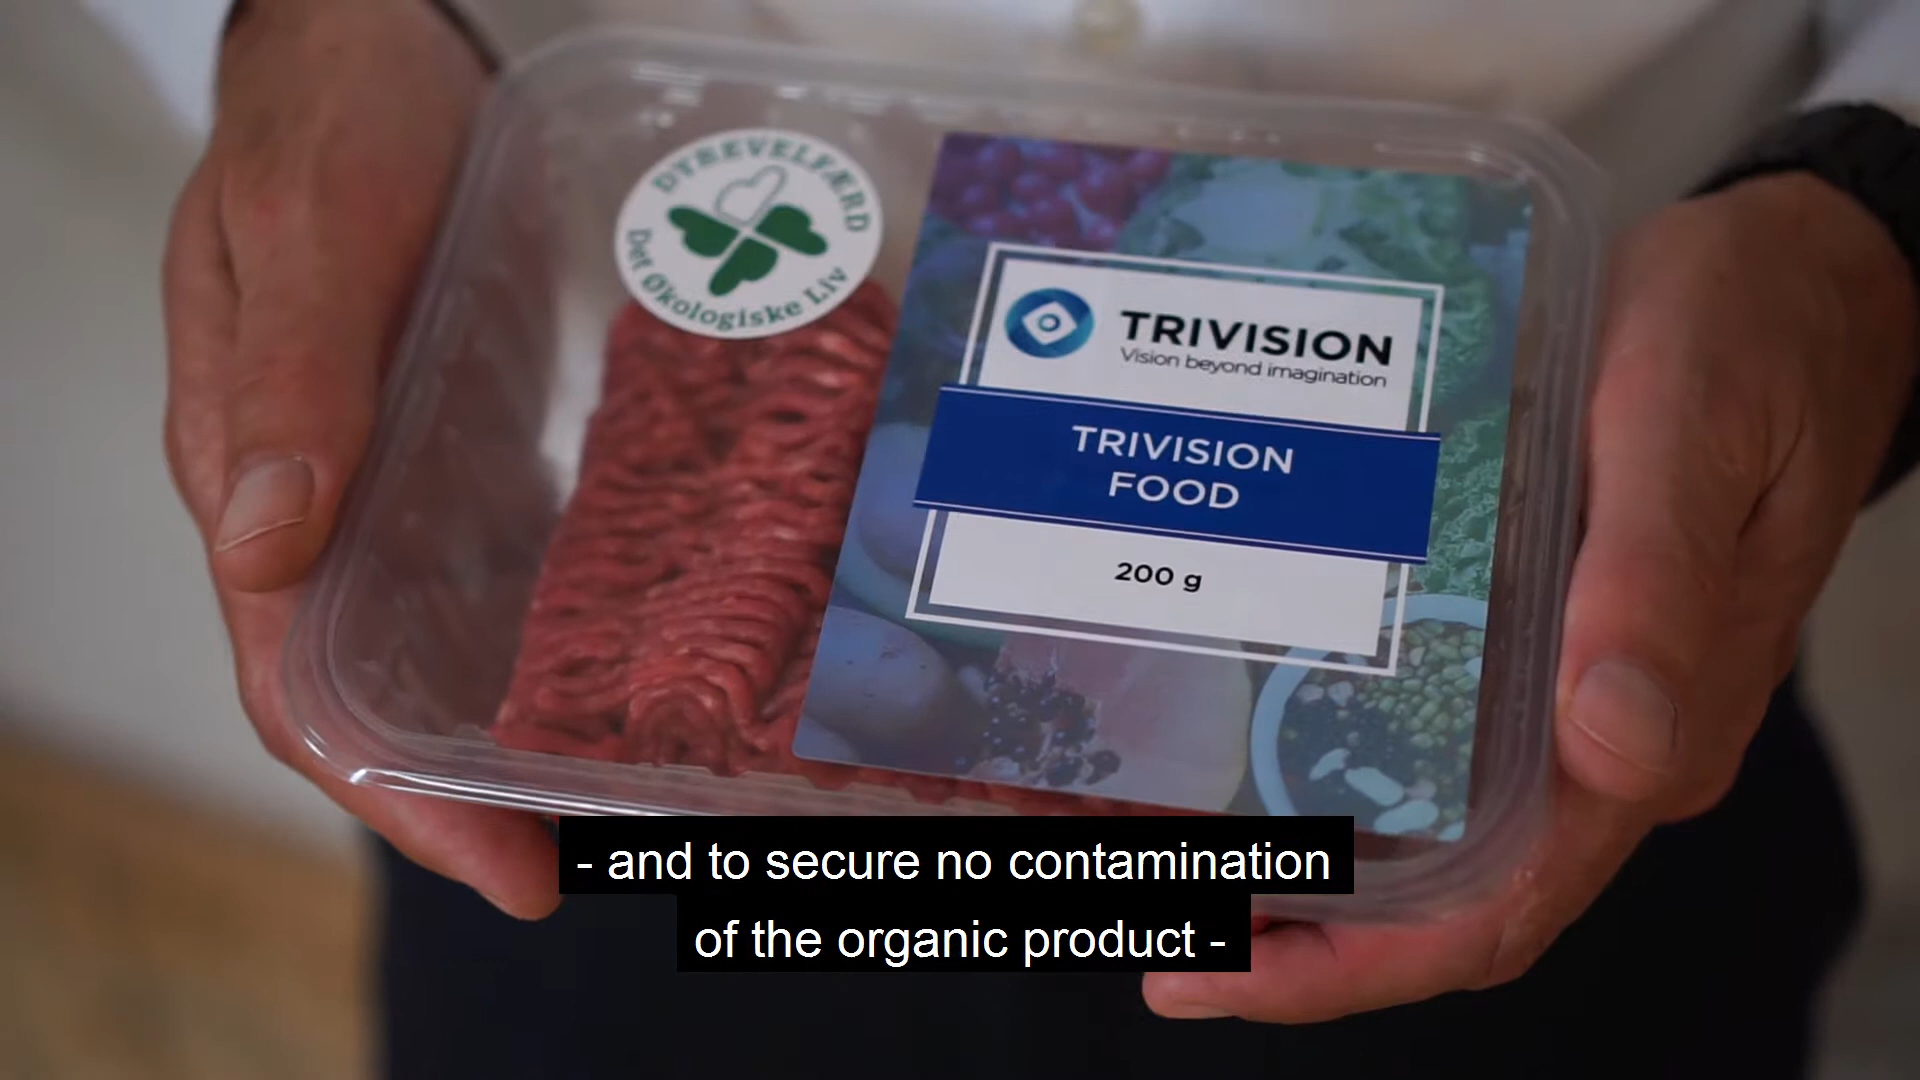 DYREVELFÆRD
Det Økologiske Liv
TRIVISION
Vision beyond imagination
TRIVISION
FOOD
200 g
- and to secure no contamination
of the organic product -